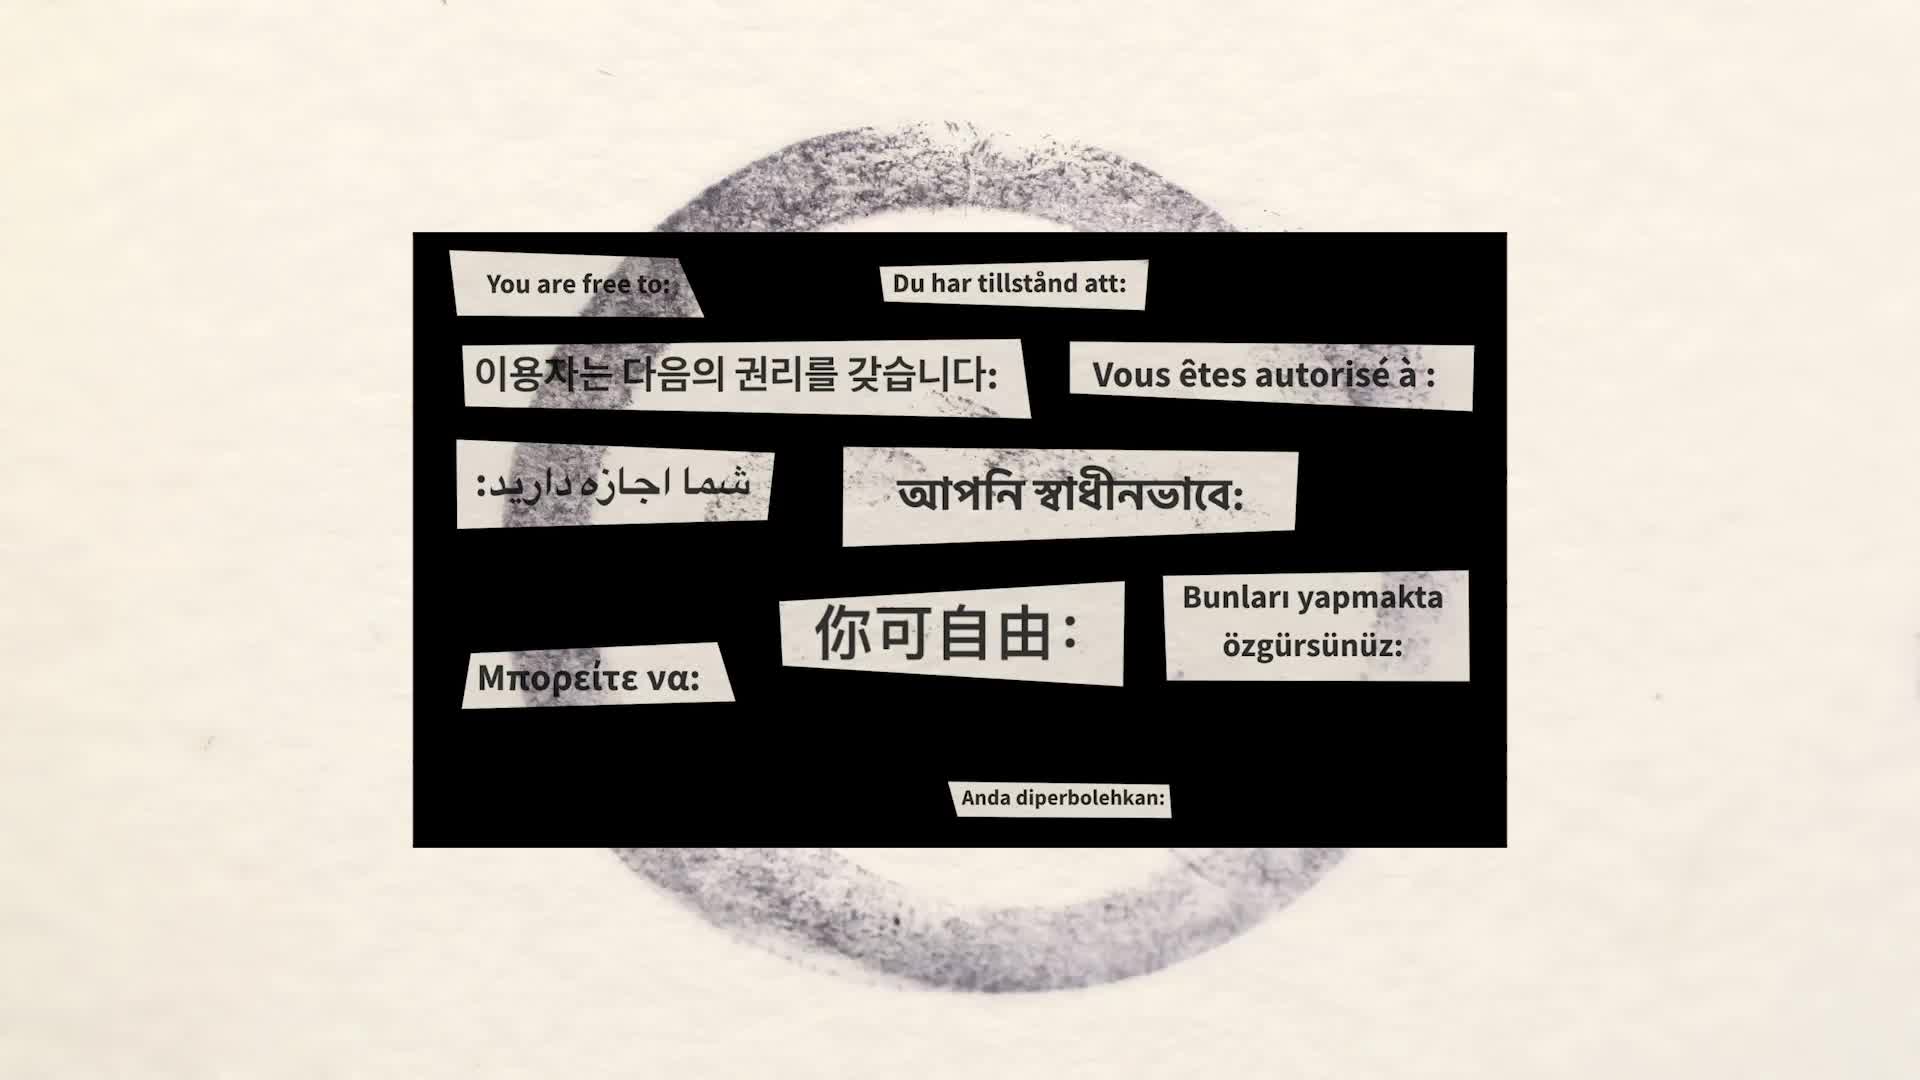 You are free to:
Du har tillstånd att:
이용자는 다음의 권리를 갖습니다:
Vous êtes autorisé à :
شما اجازه دارید:
আপনি স্বাধীনভাবে:
你可自由：
Bunları yapmakta
özgürsünüz:
Μπορείτε να:
Anda diperbolehkan: